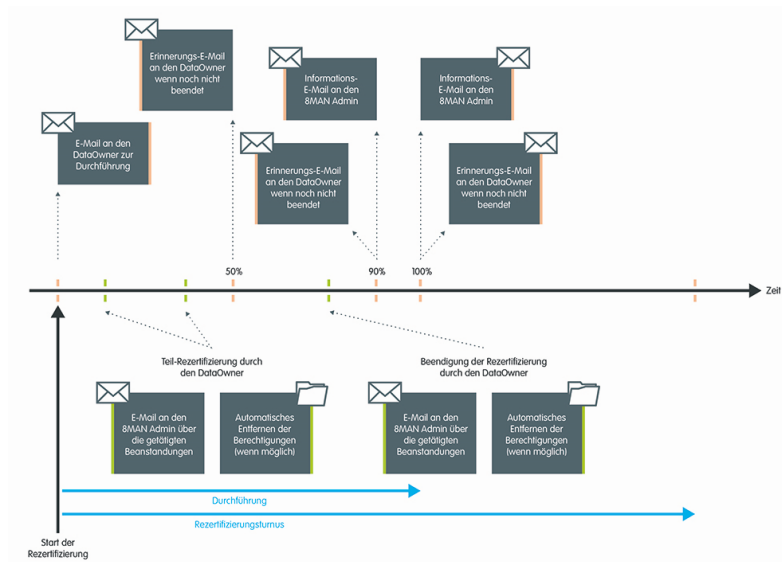 Erinnerungs-E-Mail
an den DataOwner
wenn noch nicht
beendet
Informations-
E-Mail an den
8MAN Admin
Informations-
E-Mail an den
8MAN Admin
E-Mail an den
DataOwner zur
Durchführung
Erinnerungs-E-Mail
an den DataOwner
wenn noch nicht
beendet
Erinnerungs-E-Mail
an den DataOwner
wenn noch nicht
beendet
50%
90%
100%
Zeit
Teil-Rezertifizierung durch
den DataOwner
Beendigung der Rezertifizierung
durch den DataOwner
E-Mail an den
8MAN Admin über
die getätigten
Beanstandungen
Automatisches
Entfernen der
Berechtigungen
(wenn möglich)
E-Mail an den
8MAN Admin über
die getätigten
Beanstandungen
Automatisches
Entfernen der
Berechtigungen
(wenn möglich)
Durchführung
Rezertifizierungsturnus
Start der
Rezertifizierung